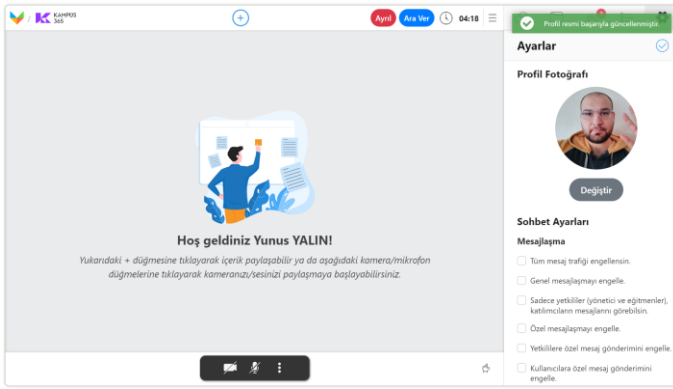 KAMPÜS
365
Ayrıl
Ara Ver
04:18
Profil resmi başarıyla güncellenmiştir.
Ayarlar
Profil Fotoğrafı
Değiştir
Hoş geldiniz Yunus YALIN!
Yukarıdaki + düğmesine tıklayarak içerik paylaşabilir ya da aşağıdaki kamera/mikrofon
düğmelerine tıklayarak kameranızı/sesinizi paylaşmaya başlayabilirsiniz.
Sohbet Ayarları
Mesajlaşma
Tüm mesaj trafiği engellensin.
Genel mesajlaşmayı engelle.
Sadece yetkililer (yönetici ve eğitmenler),
katılımcıların mesajlarını görebilsin.
Özel mesajlaşmayı engelle.
Yetkililere özel mesaj gönderimini engelle.
Kullanıcılara özel mesaj gönderimini
engelle.